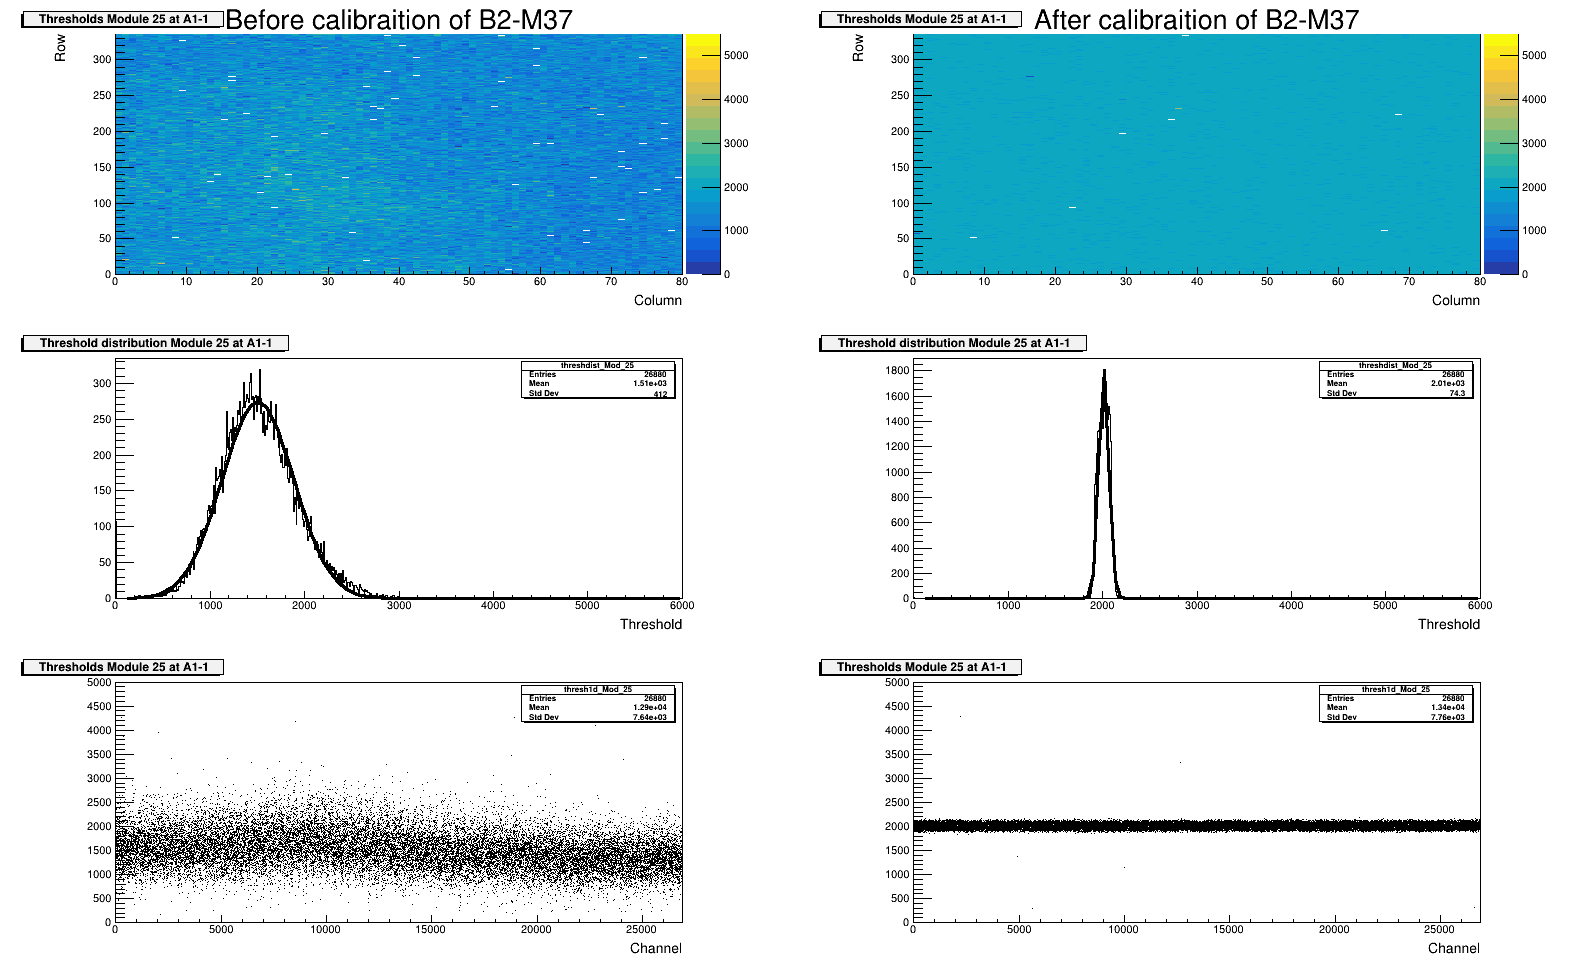 Thresholds Module 25 at A1-1
Before calibraition of B2-M37
Row
300
250
200
150
100
50
0
0 10 20 30 40 50 60 70 80
Column
5000
4000
3000
2000
1000
0
Thresholds Module 25 at A1-1
After calibraition of B2-M37
Row
300
250
200
150
100
50
0
0 10 20 30 40 50 60 70 80
Column
5000
4000
3000
2000
1000
0
Threshold distribution Module 25 at A1-1
threshdist_Mod_25
Entries 26880
Mean 1.51e+03
Std Dev 412
300
250
200
150
100
50
0
0 1000 2000 3000 4000 5000 6000
Threshold
Threshold distribution Module 25 at A1-1
threshdist_Mod_25
Entries 26880
Mean 2.01e+03
Std Dev 74.3
1800
1600
1400
1200
1000
800
600
400
200
0
0 1000 2000 3000 4000 5000 6000
Threshold
Thresholds Module 25 at A1-1
thresh1d_Mod_25
Entries 26880
Mean 1.29e+04
Std Dev 7.64e+03
5000
4500
4000
3500
3000
2500
2000
1500
1000
500
0
0 5000 10000 15000 20000 25000
Channel
Thresholds Module 25 at A1-1
thresh1d_Mod_25
Entries 26880
Mean 1.34e+04
Std Dev 7.76e+03
5000
4500
4000
3500
3000
2500
2000
1500
1000
500
0
0 5000 10000 15000 20000 25000
Channel